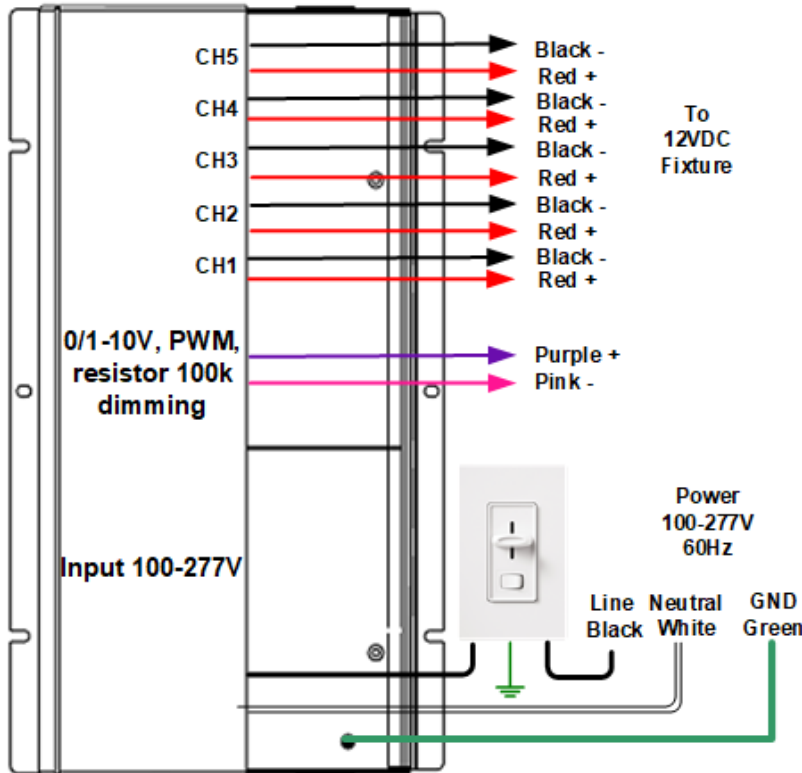 CH5
Black -
Red +
CH4
Black -
Red +
CH3
Black -
Red +
CH2
Black -
Red +
CH1
Black -
Red +
To
12VDC
Fixture
0/1-10V, PWM,
resistor 100k
dimming
Purple +
Pink -
Input 100-277V
Power
100-277V
60Hz
Line
Black
Neutral
White
GND
Green